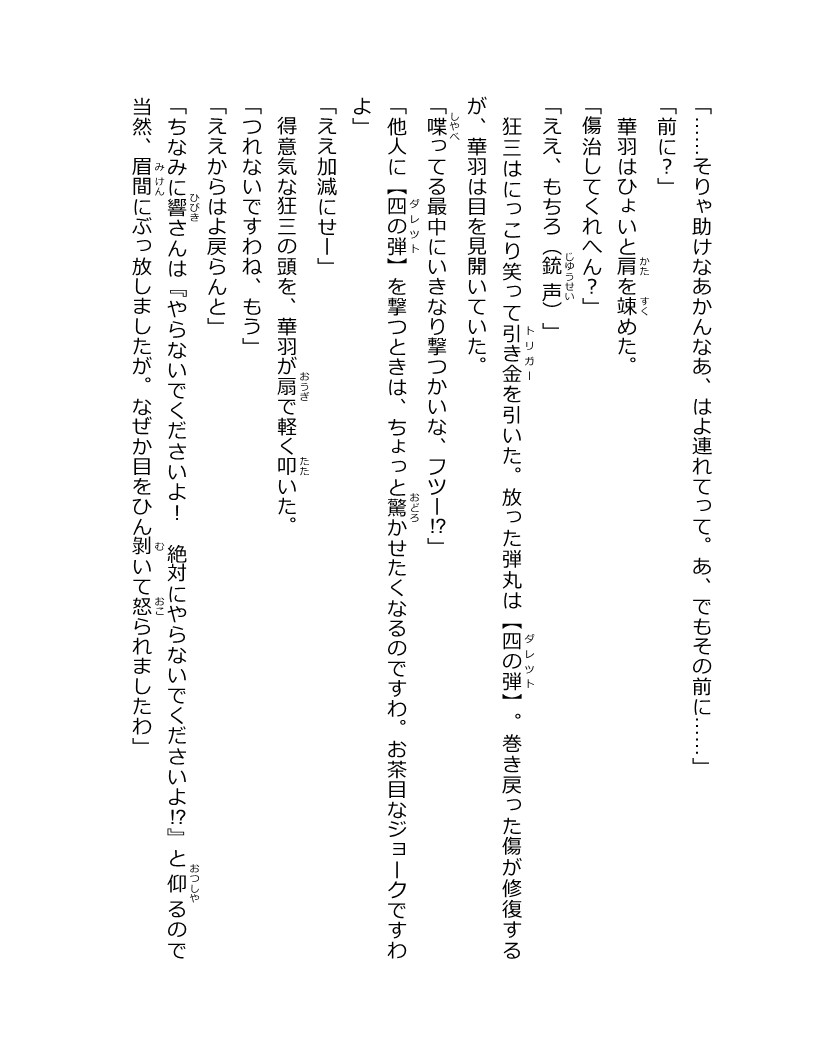 「……そりゃ助けなあかんなあ、はよ連れてって。あ、でもその前に……」
「前に？」
　華羽はひょいと肩を竦めた。
「傷治してくれへん？」
「ええ、もちろ（銃声）」
　狂三はにっこり笑って引き金を引いた。放った弾丸は【四の弾】。巻き戻った傷が修復する
が、華羽は目を見開いていた。
「喋ってる最中にいきなり撃つかいな、フツー⁉」
「他人に【四の弾】を撃つときは、ちょっと驚かせたくなるのですわ。お茶目なジョークですわ
よ」
「ええ加減にせー」
　得意気な狂三の頭を、華羽が扇で軽く叩いた。
「つれないですわね、もう」
「ええからはよ戻らんと」
「ちなみに響さんは『やらないでくださいよ！　絶対にやらないでくださいよ⁉』と仰るので
当然、眉間にぶっ放しましたが。なぜか目をひん剝いて怒られましたわ」